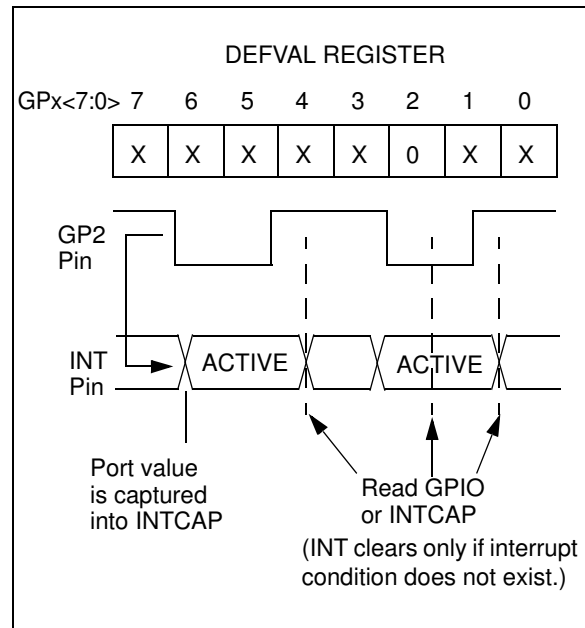 DEFVAL REGISTER
GPx<7:0> 7 6 5 4 3 2 1 0
X X X X X 0 X X
GP2
Pin
INT
Pin
ACTIVE
ACTIVE
Port value
is captured
into INTCAP
Read GPIO
or INTCAP
(INT clears only if interrupt
condition does not exist.)